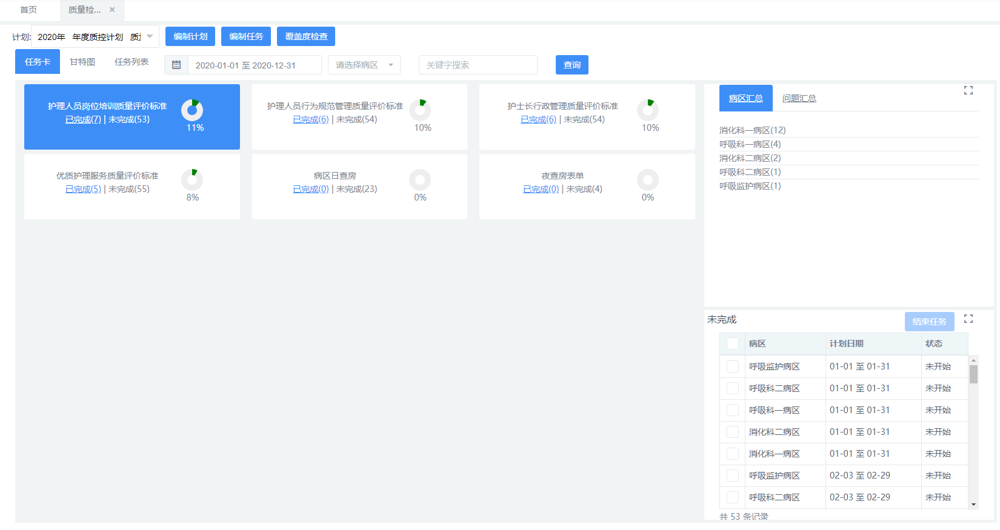 首页
质量检...
计划:
2020年 年度质控计划 质
编制计划
编制任务
覆盖度检查
任务卡
甘特图
任务列表
2020-01-01 至 2020-12-31
请选择病区
关键字搜索
查询
护理人员岗位培训质量评价标准
已完成(7) | 未完成(53)
11%
护理人员行为规范管理质量评价标准
已完成(6) | 未完成(54)
10%
护士长行政管理质量评价标准
已完成(6) | 未完成(54)
10%
优质护理服务质量评价标准
已完成(5) | 未完成(55)
8%
病区日查房
已完成(0) | 未完成(23)
0%
夜查房表单
已完成(0) | 未完成(4)
0%
病区汇总
问题汇总
消化科一病区(12)
呼吸科一病区(4)
消化科二病区(2)
呼吸科二病区(1)
呼吸监护病区(1)
未完成
结束任务
病区 计划日期 状态
呼吸监护病区 01-01 至 01-31 未开始
呼吸科二病区 01-01 至 01-31 未开始
呼吸科一病区 01-01 至 01-31 未开始
消化科二病区 01-01 至 01-31 未开始
消化科一病区 01-01 至 01-31 未开始
呼吸监护病区 02-03 至 02-29 未开始
呼吸科二病区 02-03 至 02-29 未开始
共 53 条记录